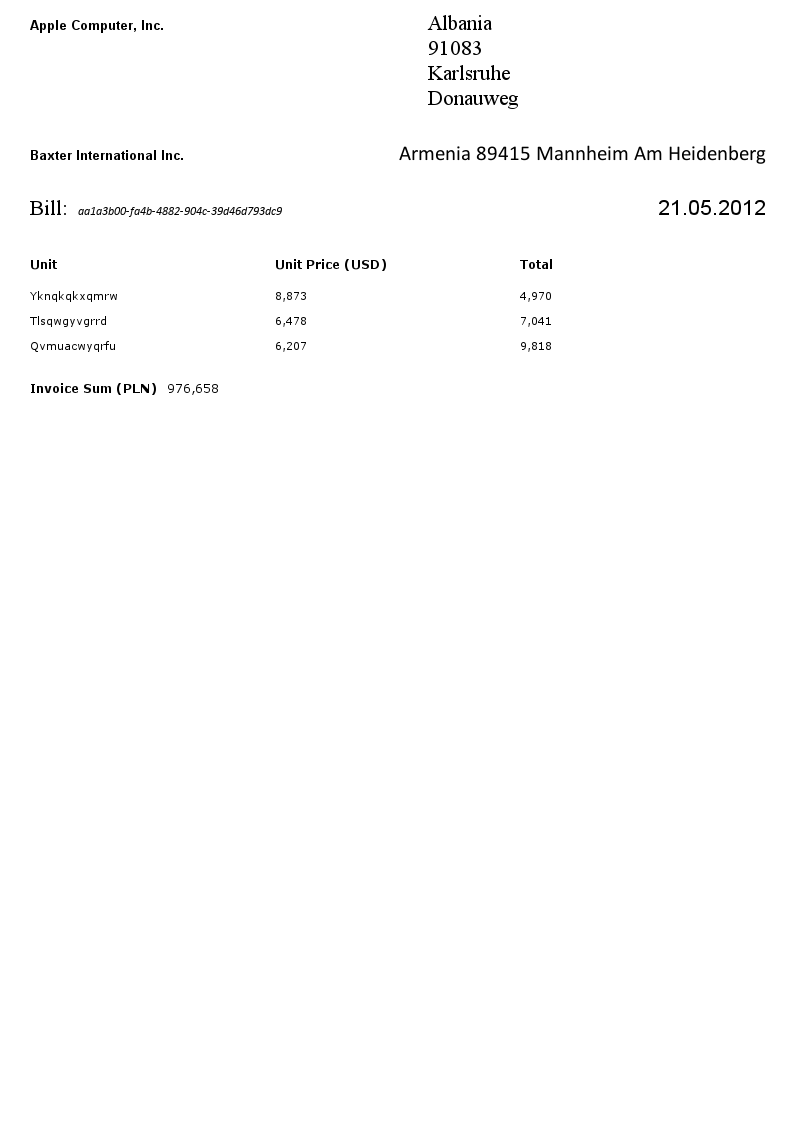 Apple Computer, Inc.
Albania
91083
Karlsruhe
Donauweg
Baxter International Inc. Armenia 89415 Mannheim Am Heidenberg
Bill: aa1a3b00-fa4b-4882-904c-39d46d793dc9 21.05.2012
Unit Unit Price (USD) Total
Yknqkqkxqmrw 8,873 4,970
Tlsqwgyvgrrd 6,478 7,041
Qvmuacwyqrfu 6,207 9,818
Invoice Sum (PLN) 976,658